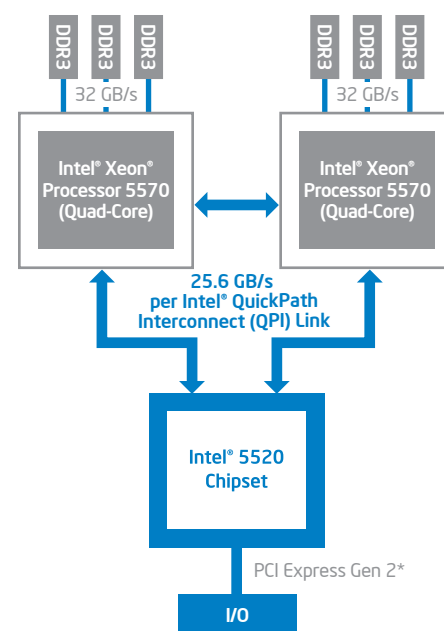 DDR3
DDR3
DDR3
DDR3
DDR3
DDR3
32 GB/s
32 GB/s
Intel® Xeon®
Processor 5570
(Quad-Core)
Intel® Xeon®
Processor 5570
(Quad-Core)
25.6 GB/s
per Intel® QuickPath
Interconnect (QPI) Link
Intel® 5520
Chipset
PCI Express Gen 2*
I/O